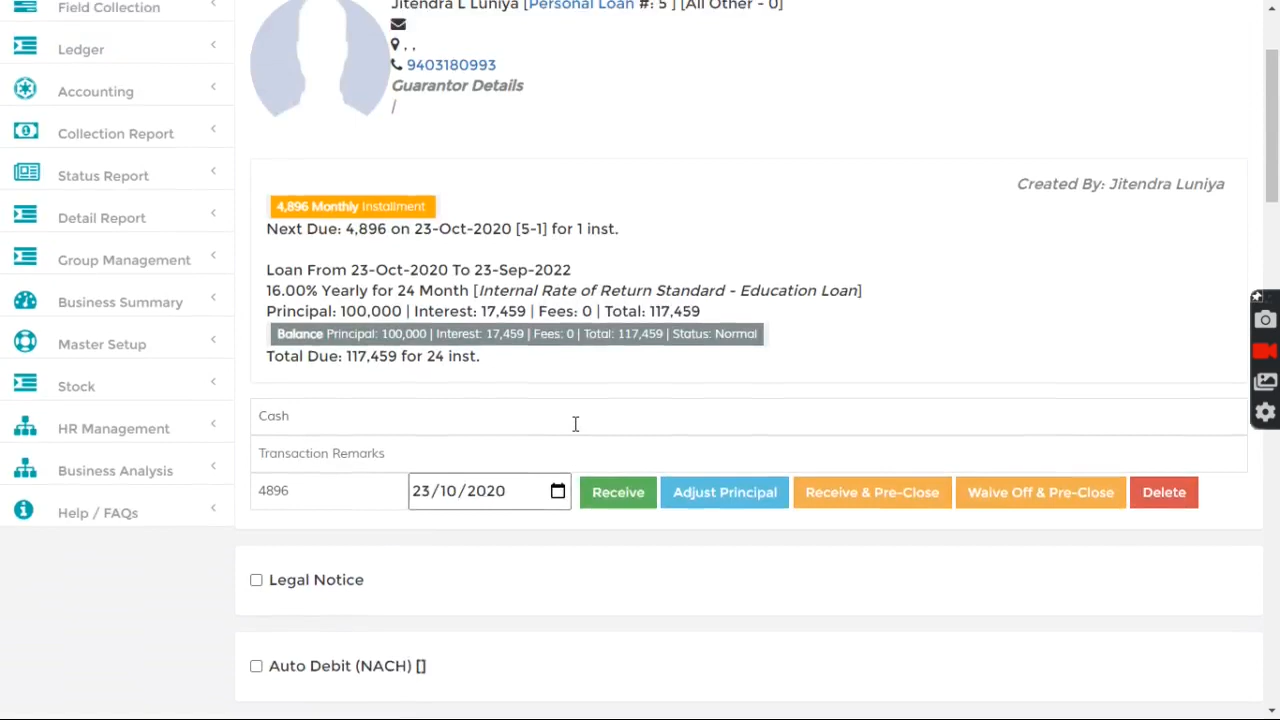 Field Collection
Ledger
Accounting
Collection Report
Status Report
Detail Report
Group Management
Business Summary
Master Setup
Stock
HR Management
Business Analysis
Help / FAQs
Jitendra L Luniya [Personal Loan #: 5 ] [All Other - 0]
, ,
9403180993
Guarantor Details
/
Created By: Jitendra Luniya
4,896 Monthly Installment
Next Due: 4,896 on 23-Oct-2020 [5-1] for 1 inst.
Loan From 23-Oct-2020 To 23-Sep-2022
16.00% Yearly for 24 Month [Internal Rate of Return Standard - Education Loan]
Principal: 100,000 | Interest: 17,459 | Fees: 0 | Total: 117,459
Balance Principal: 100,000 | Interest: 17,459 | Fees: 0 | Total: 117,459 | Status: Normal
Total Due: 117,459 for 24 inst.
Cash
Transaction Remarks
4896 23/10/2020 Receive Adjust Principal Receive & Pre-Close Waive Off & Pre-Close Delete
Legal Notice
Auto Debit (NACH) []